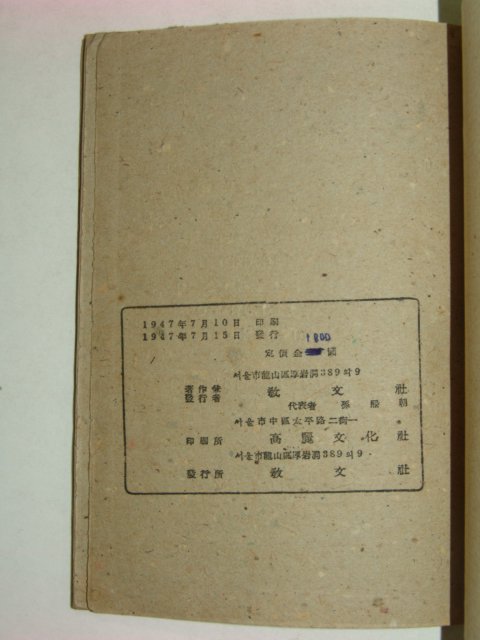 1947年7月10日 印刷
1947年7月15日 發行
1800
定價金 圓
서울市龍山區厚岩洞389의9
著作兼
發行者 敎文社
代表者 孫
서울市中區太平路二街一
印刷所 高麗文化社
서울市龍山區厚岩洞389의9
發行所 敎文社